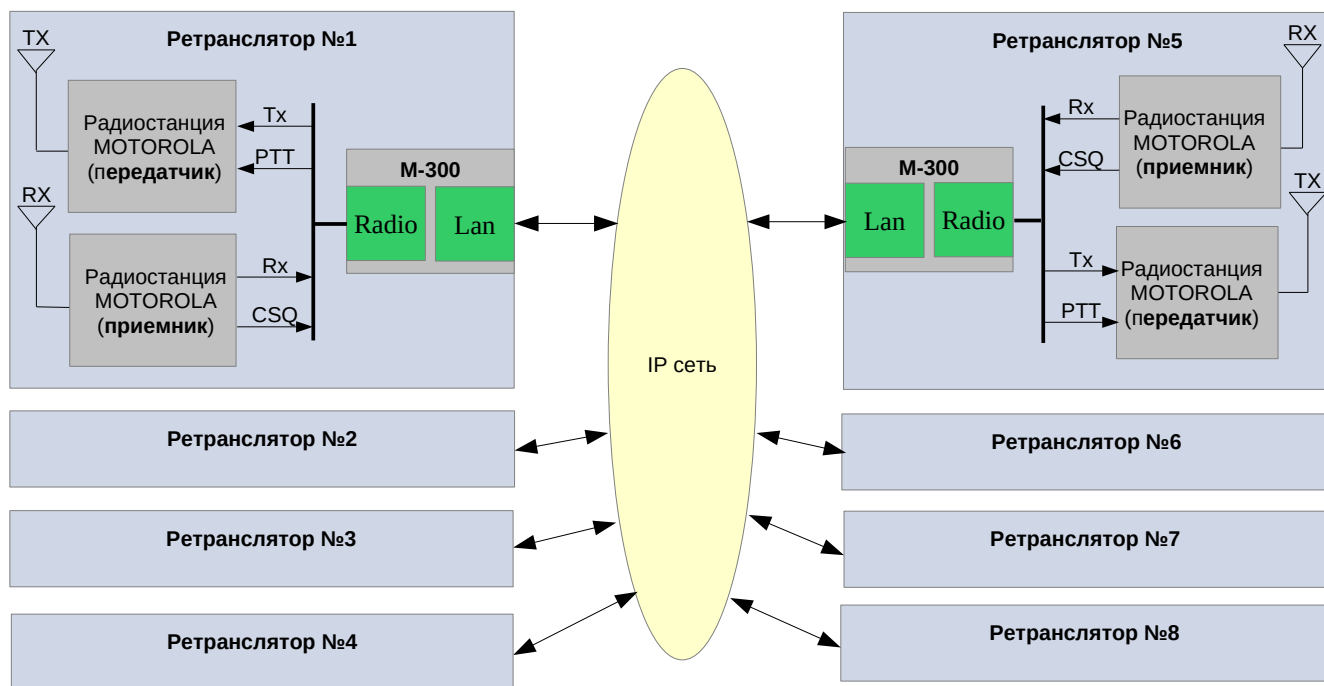 Ретранслятор №1
TX
Радиостанция
MOTOROLA
(передатчик)
Tx
PTT
RX
Радиостанция
MOTOROLA
(приемник)
Rx
CSQ
M-300
Radio
Lan
IP сеть
Ретранслятор №5
RX
Rx
CSQ
Радиостанция
MOTOROLA
(приемник)
M-300
Lan
Radio
TX
Tx
PTT
Радиостанция
MOTOROLA
(передатчик)
Ретранслятор №2
Ретранслятор №3
Ретранслятор №4
Ретранслятор №6
Ретранслятор №7
Ретранслятор №8